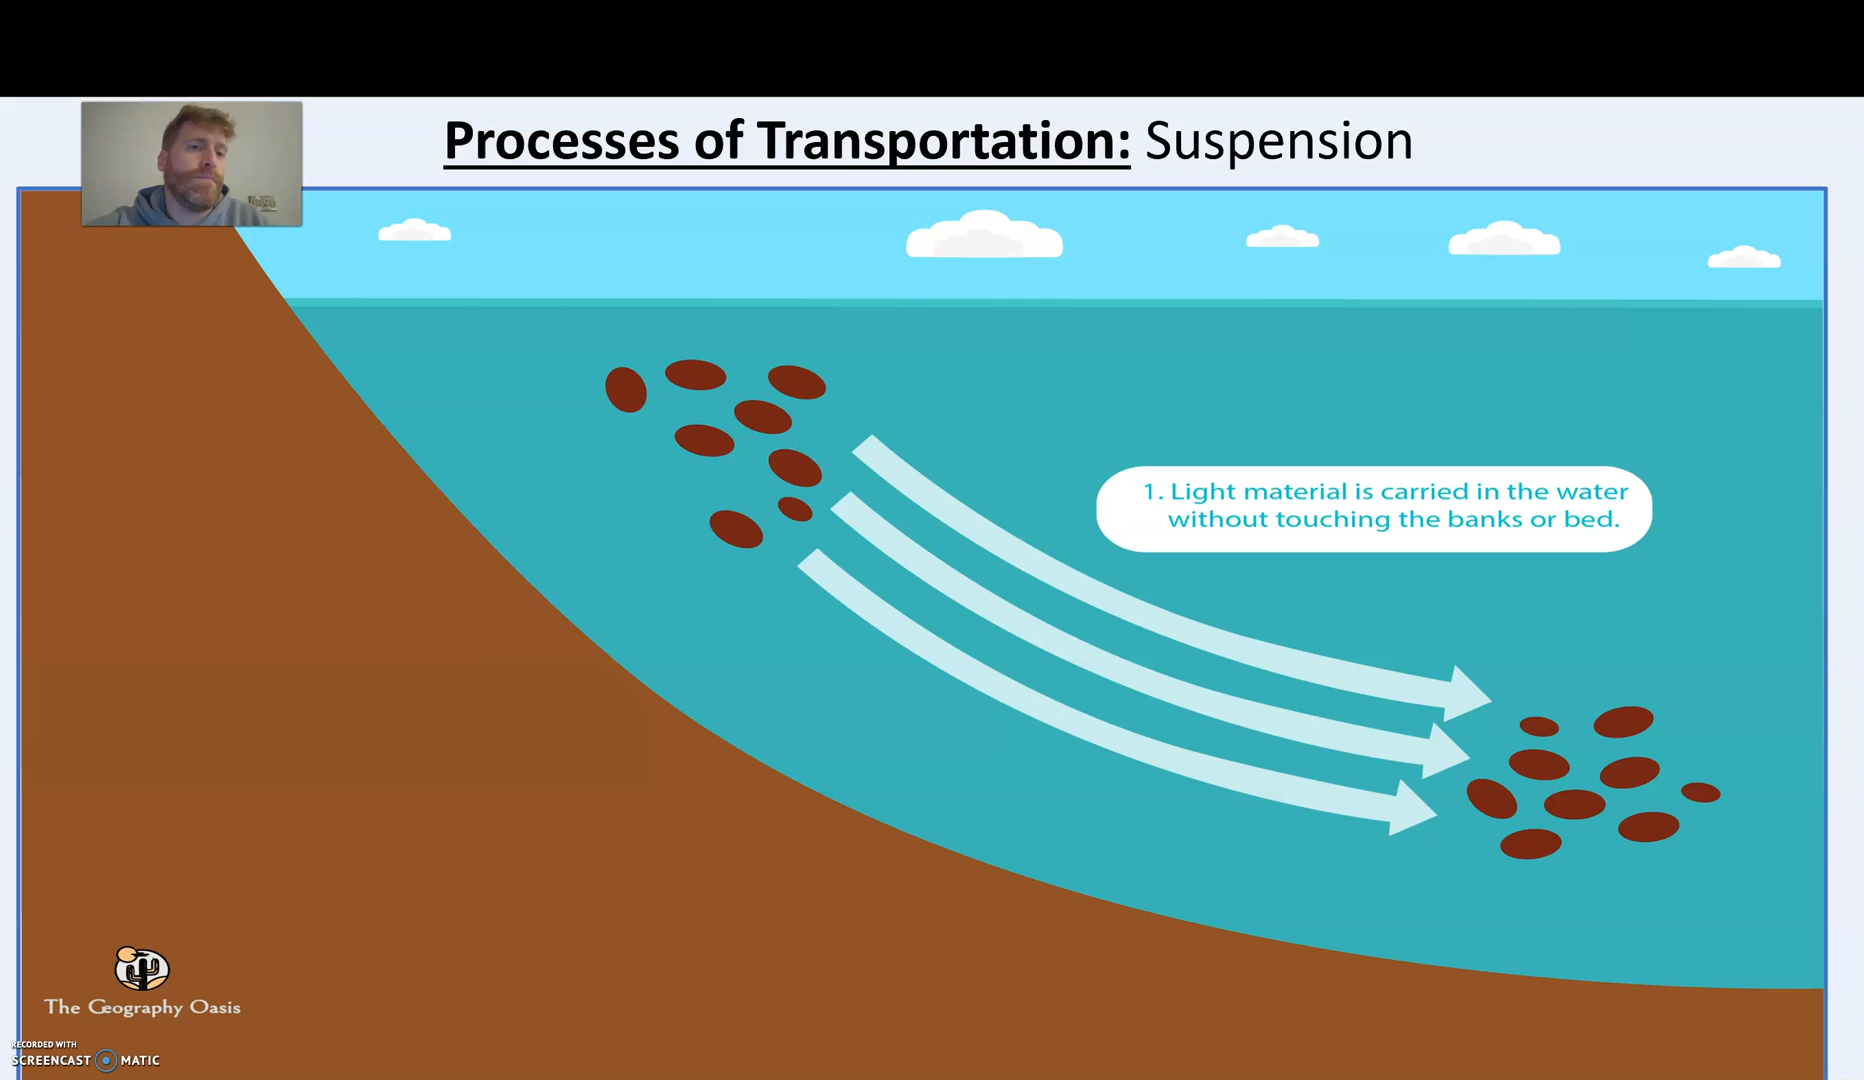 Processes of Transportation: Suspension
1. Light material is carried in the water
without touching the banks or bed.
The Geography Oasis
RECORDED WITH
SCREENCAST MATIC